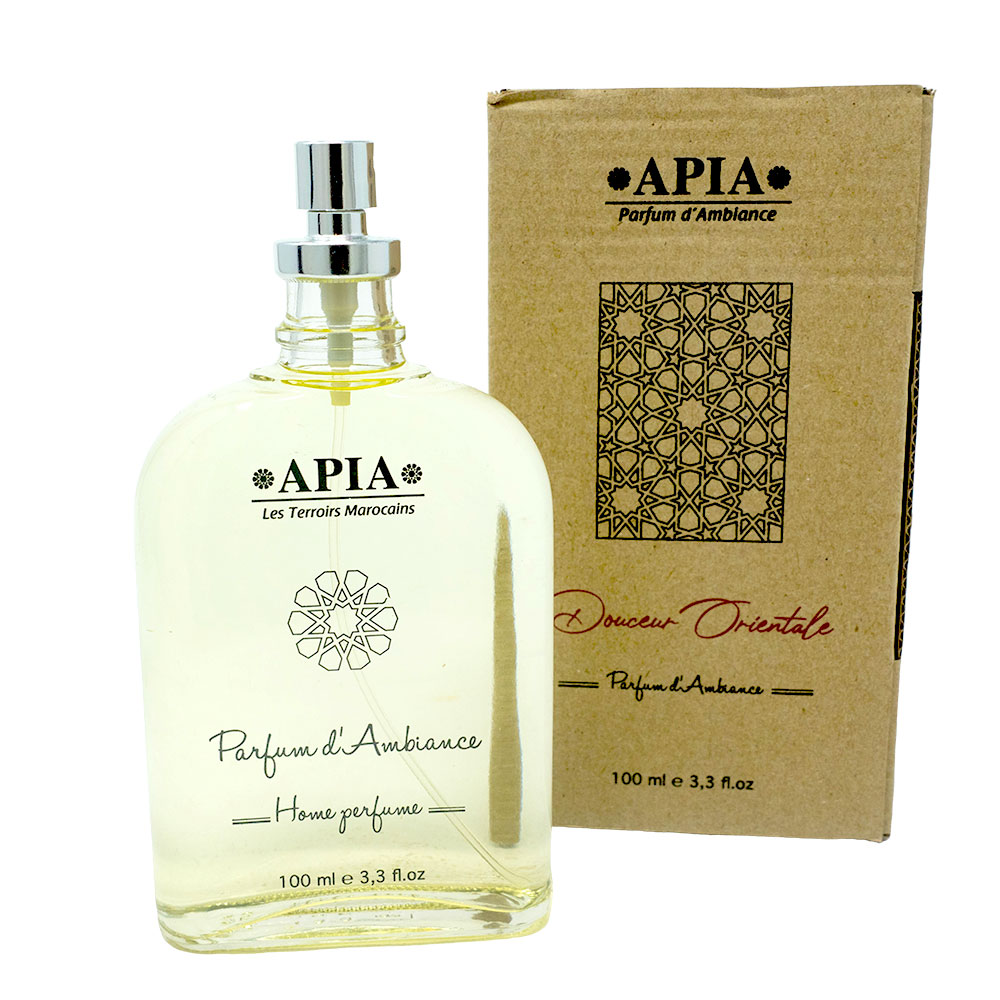 APIA
Les Terroirs Marocains
Parfum d'Ambiance
Home perfume
100 ml e 3,3 fl.oz
APIA
Parfum d'Ambiance
Douceur Orientale
Parfum d'Ambiance
100 ml e 3,3 fl.oz